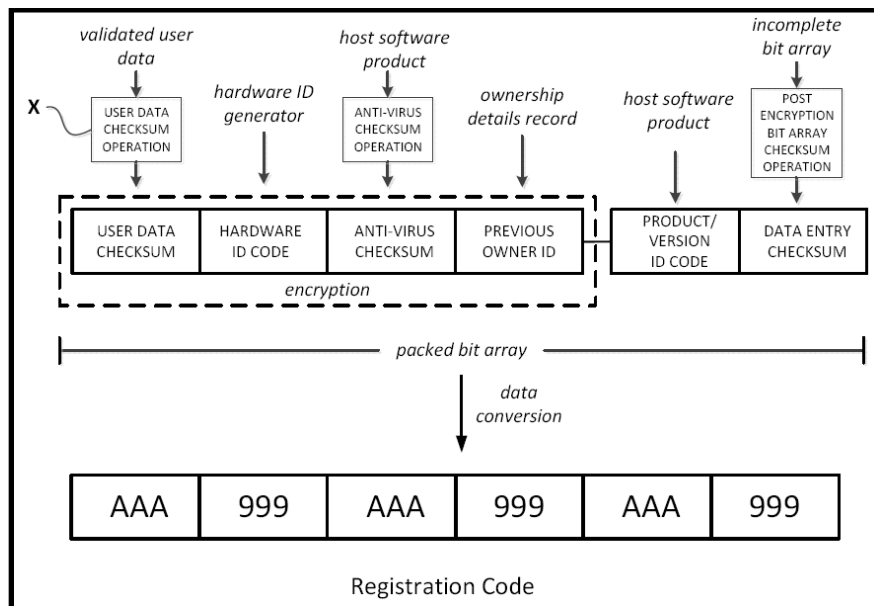 validated user
data
host software
product
incomplete
bit array
X
USER DATA
CHECKSUM
OPERATION
hardware ID
generator
ANTI-VIRUS
CHECKSUM
OPERATION
ownership
details record
host software
product
POST
ENCRYPTION
BIT ARRAY
CHECKSUM
OPERATION
USER DATA
CHECKSUM
HARDWARE
ID CODE
ANTI-VIRUS
CHECKSUM
PREVIOUS
OWNER ID
PRODUCT/
VERSION
ID CODE
DATA ENTRY
CHECKSUM
encryption
packed bit array
data
conversion
AAA 999 AAA 999 AAA 999
Registration Code